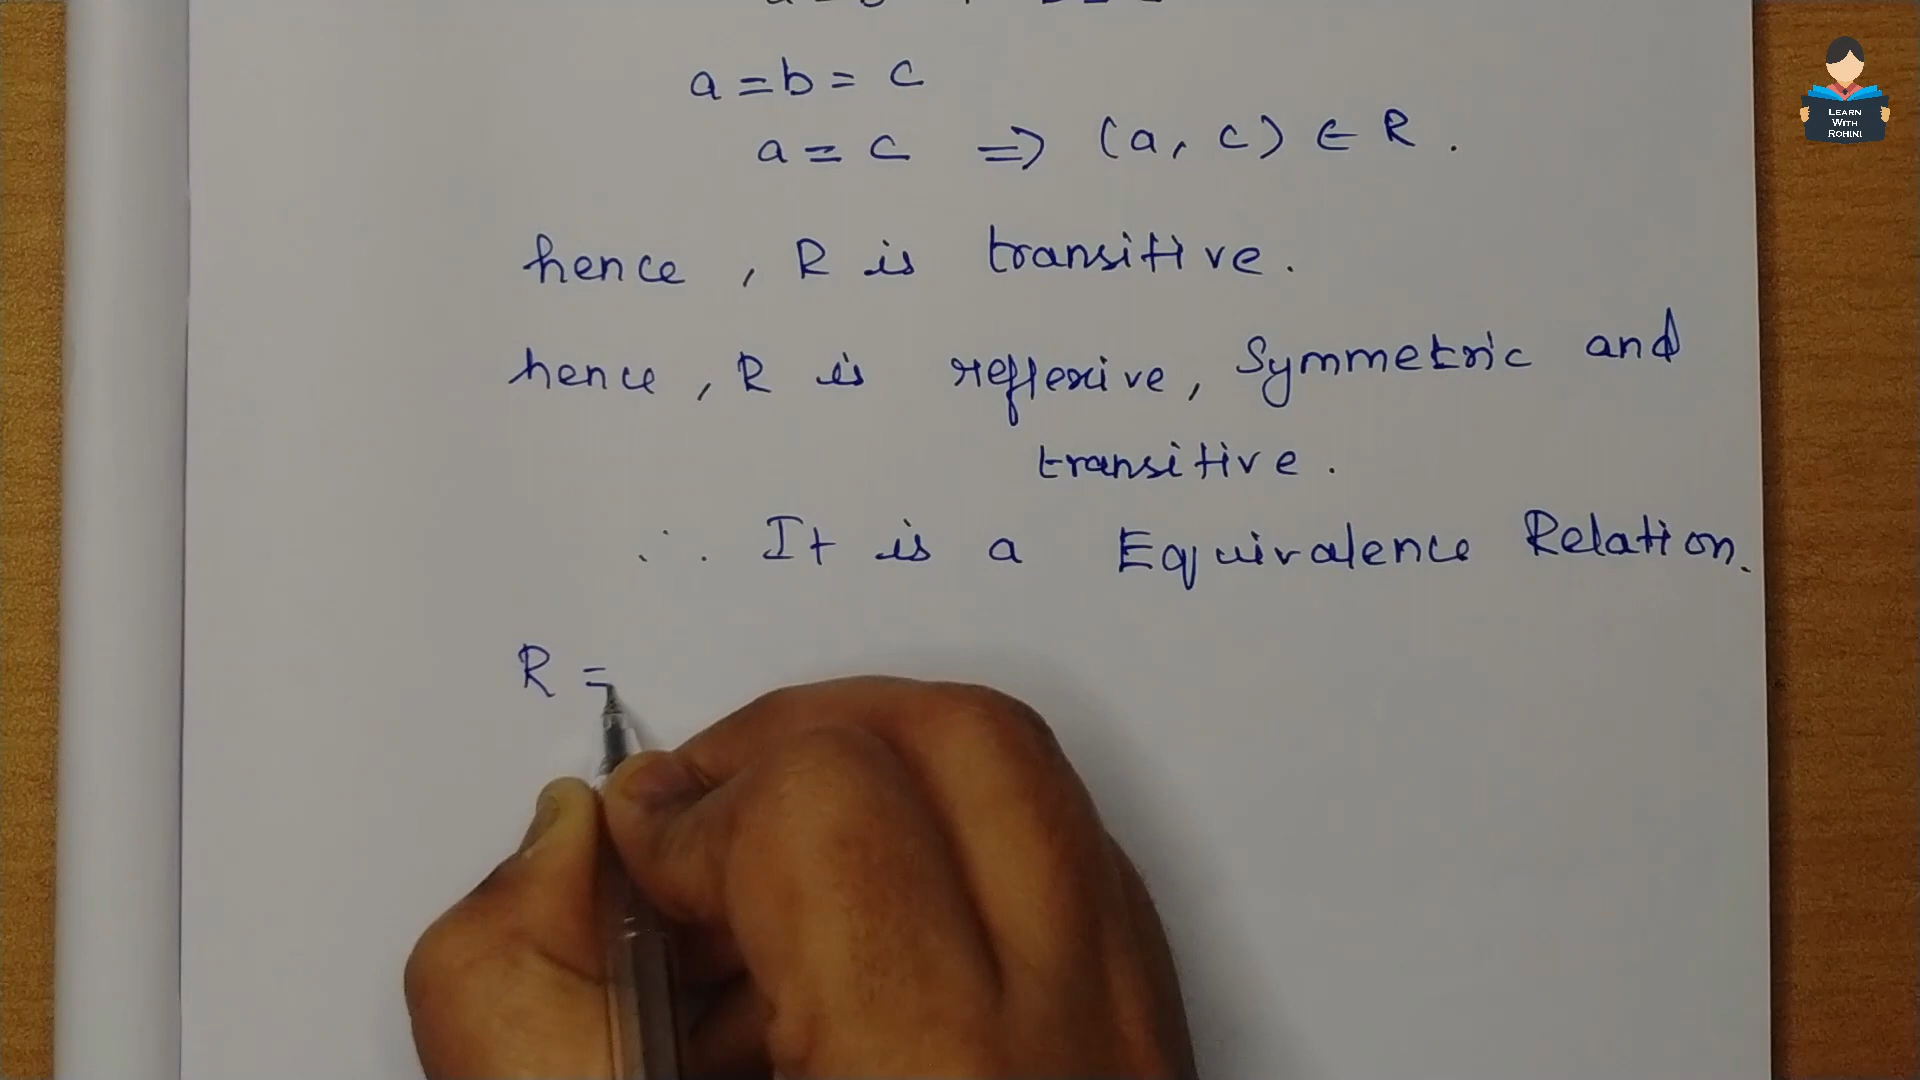 a = b = c
a = c => (a, c) ∈ R .
hence , R is transitive .
hence , R is reflexive , Symmetric and
transitive .
∴ It is a Equivalence Relation .
R =
LEARN
WITH
ROHINI